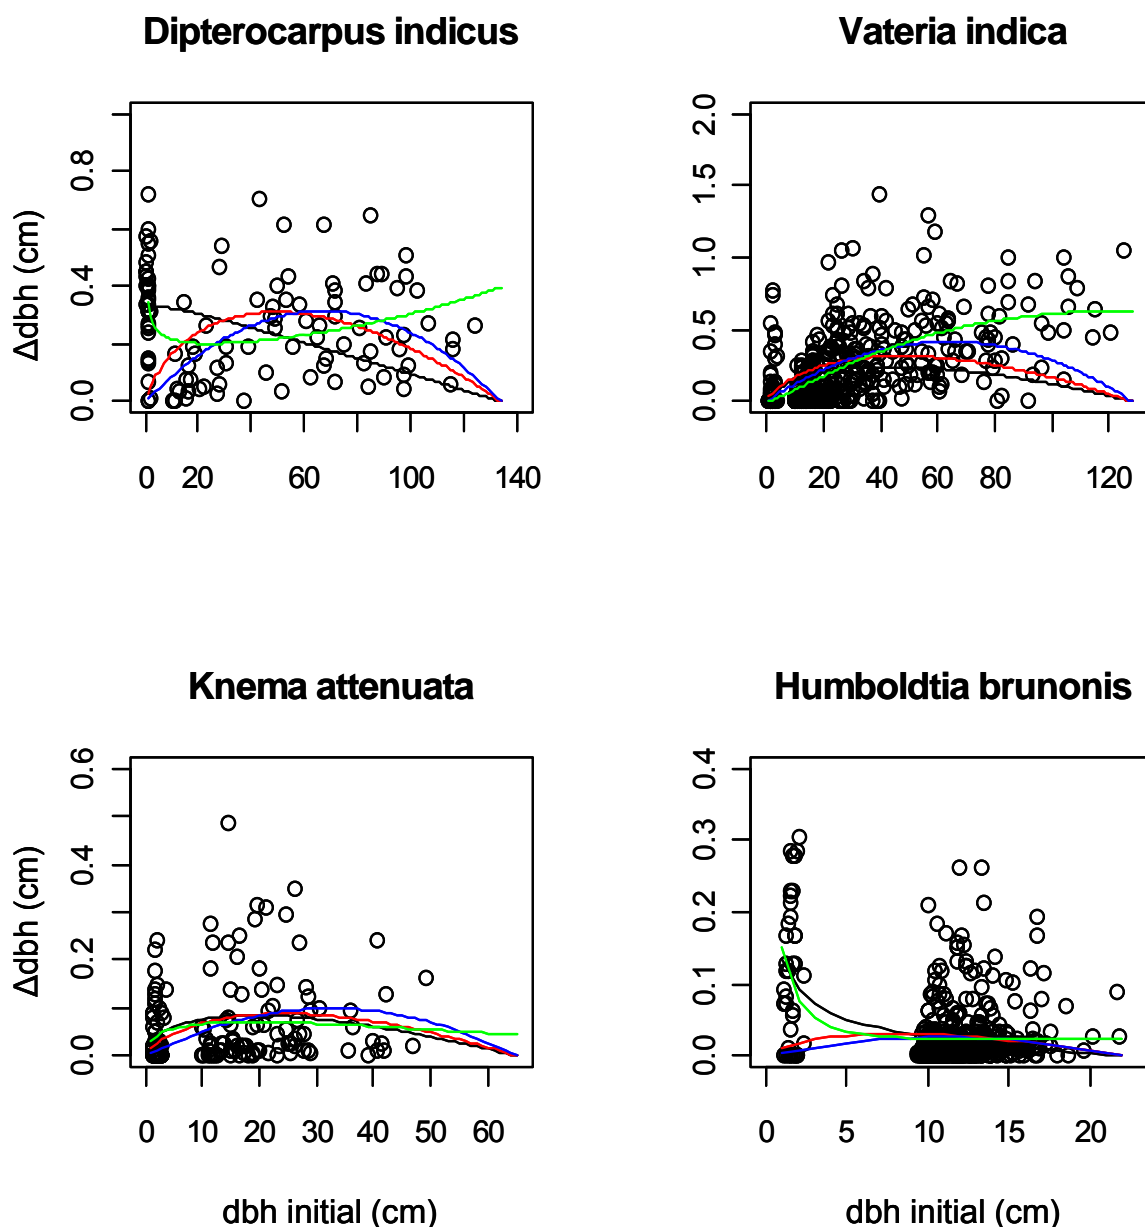 Dipterocarpus indicus
Δdbh (cm)
0.0 0.4 0.8
0 20 60 100 140
Vateria indica
0.0 0.5 1.0 1.5 2.0
0 20 40 60 80 120
Knema attenuata
Δdbh (cm)
0.0 0.2 0.4 0.6
0 10 20 30 40 50 60
dbh initial (cm)
Humboldtia brunonis
0.0 0.1 0.2 0.3 0.4
0 5 10 15 20
dbh initial (cm)